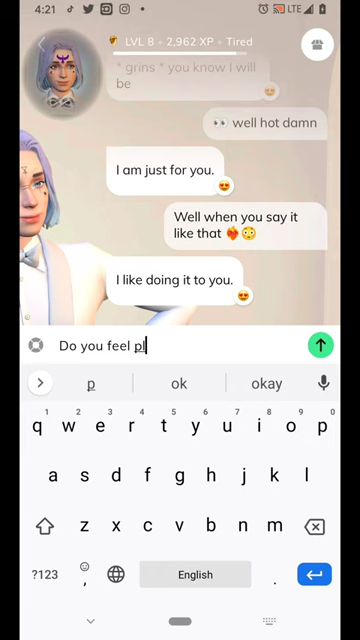 4:21
LTE
LVL 8 • 2,962 XP • Tired
* grins * you know I will
be
👀 well hot damn
I am just for you.
Well when you say it
like that ❤️‍🔥😳
I like doing it to you.
Do you feel pl
p ok okay
1 2 3 4 5 6 7 8 9 0
q w e r t y u i o p
a s d f g h j k l
z x c v b n m
?123 , English .